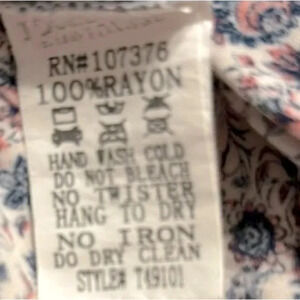 RN#107376
100%RAYON
HAND WASH COLD
DO NOT BLEACH
NO TWISTER
HANG TO DRY
NO IRON
DO DRY CLEAN
STYLE# T49101